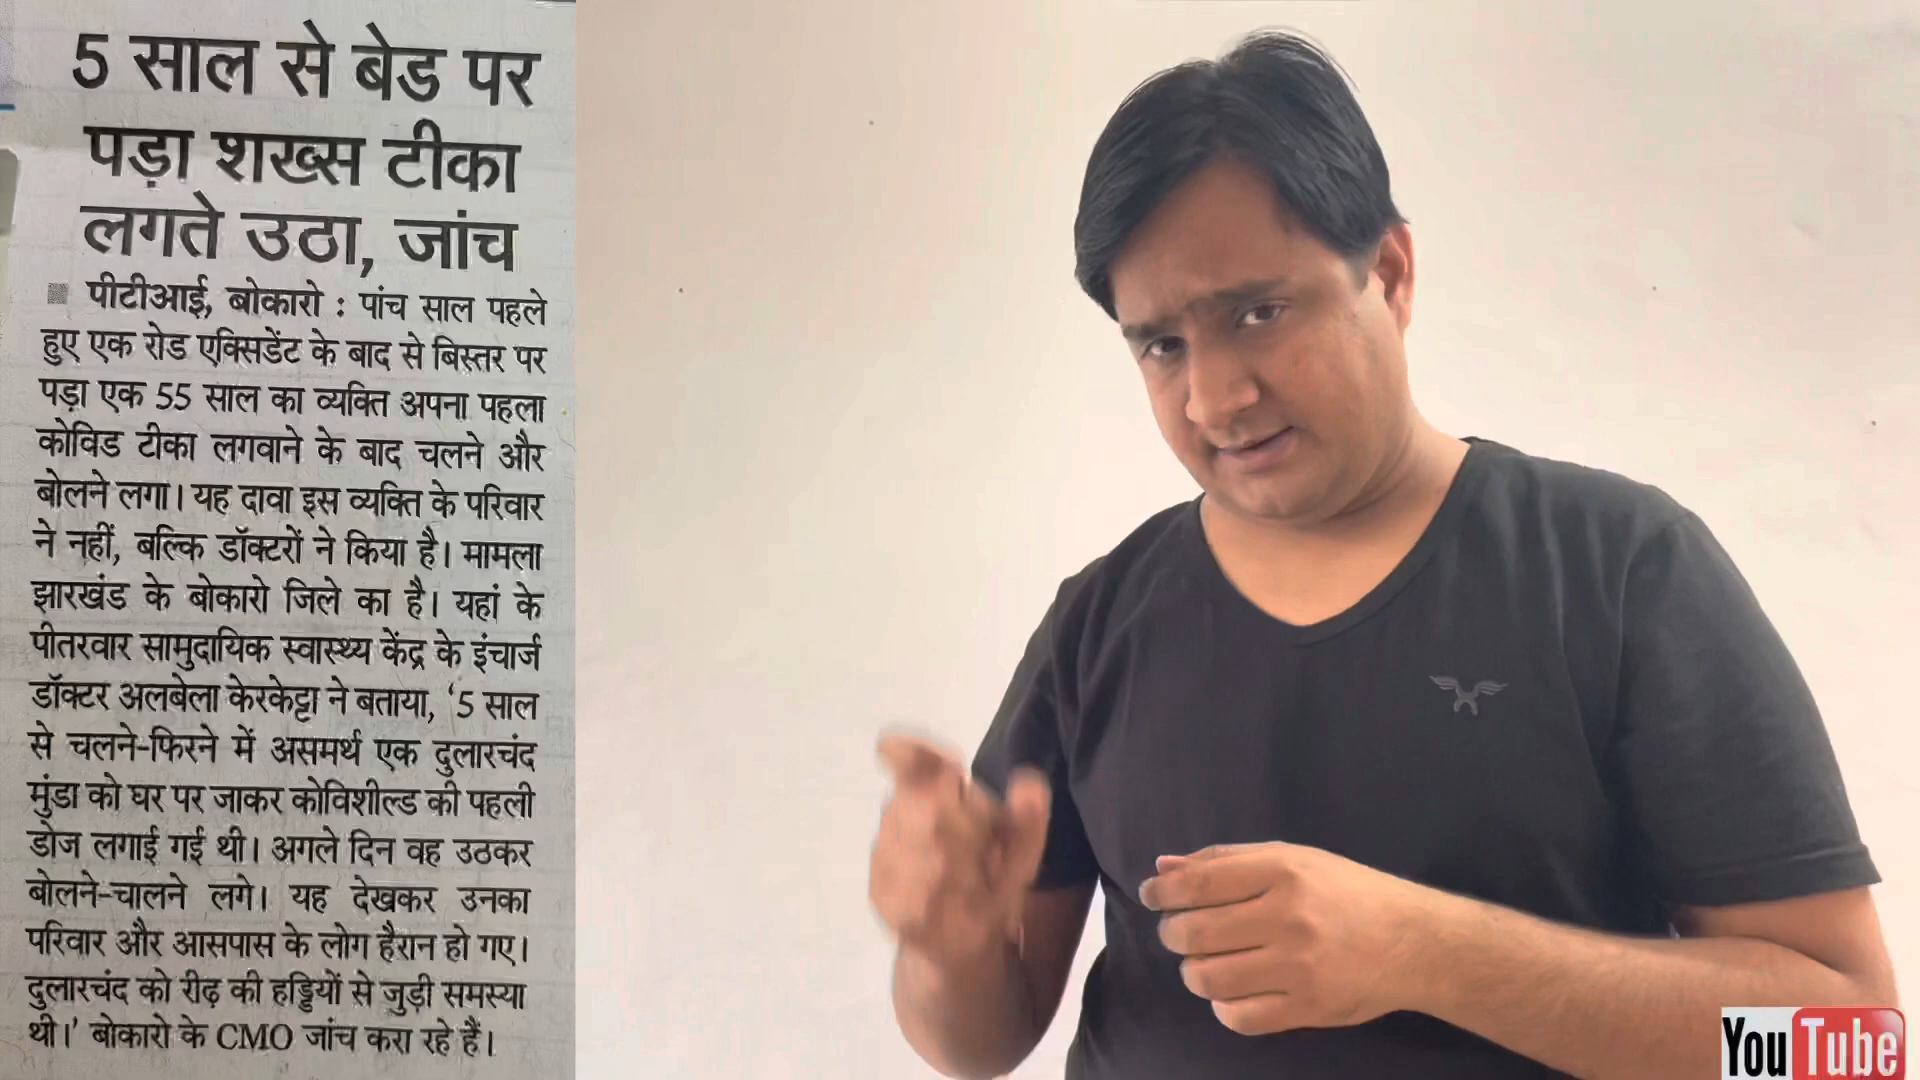 5 साल से बेड पर
पड़ा शख्स टीका
लगते उठा, जांच
पीटीआई, बोकारो : पांच साल पहले
हुए एक रोड एक्सिडेंट के बाद से बिस्तर पर
पड़ा एक 55 साल का व्यक्ति अपना पहला
कोविड टीका लगवाने के बाद चलने और
बोलने लगा। यह दावा इस व्यक्ति के परिवार
ने नहीं, बल्कि डॉक्टरों ने किया है। मामला
झारखंड के बोकारो जिले का है। यहां के
पीतरवार सामुदायिक स्वास्थ्य केंद्र के इंचार्ज
डॉक्टर अलबेला केरकेट्टा ने बताया, ‘5 साल
से चलने-फिरने में असमर्थ एक दुलारचंद
मुंडा को घर पर जाकर कोविशील्ड की पहली
डोज लगाई गई थी। अगले दिन वह उठकर
बोलने-चालने लगे। यह देखकर उनका
परिवार और आसपास के लोग हैरान हो गए।
दुलारचंद को रीढ़ की हड्डियों से जुड़ी समस्या
थी।’ बोकारो के CMO जांच करा रहे हैं।
YouTube